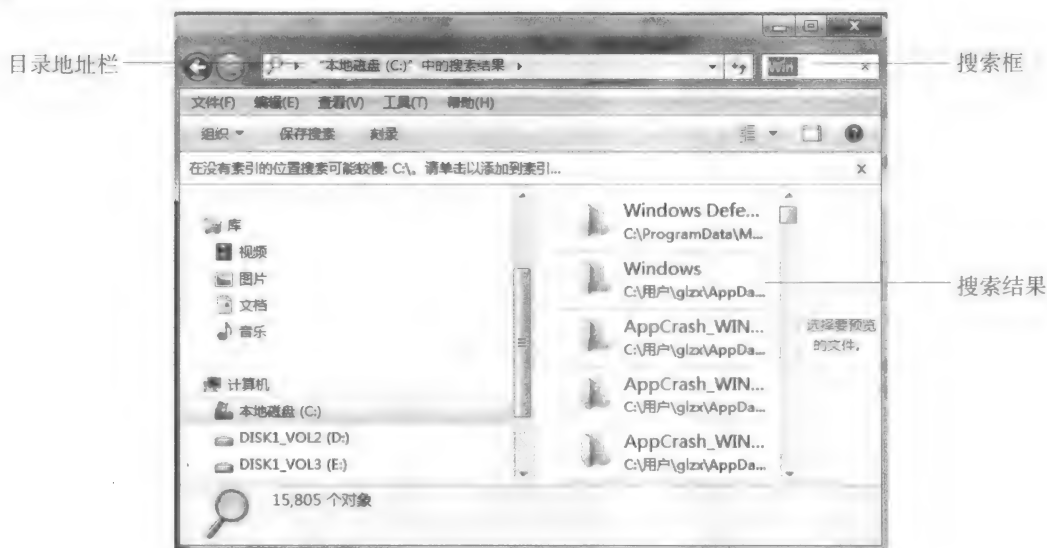 目录地址栏
"本地磁盘 (C:)" 中的搜索结果
Win
搜索框
文件(F) 编辑(E) 查看(V) 工具(T) 帮助(H)
组织 保存搜索 刻录
在没有索引的位置搜索可能较慢: C:\。请单击以添加到索引...
库
视频
图片
文档
音乐
计算机
本地磁盘 (C:)
DISK1_VOL2 (D:)
DISK1_VOL3 (E:)
Windows Defe...
C:\ProgramData\M...
Windows
C:\用户\glzx\AppDa...
搜索结果
AppCrash_WIN...
C:\用户\glzx\AppDa...
AppCrash_WIN...
C:\用户\glzx\AppDa...
AppCrash_WIN...
C:\用户\glzx\AppDa...
选择要预览
的文件。
15,805 个对象